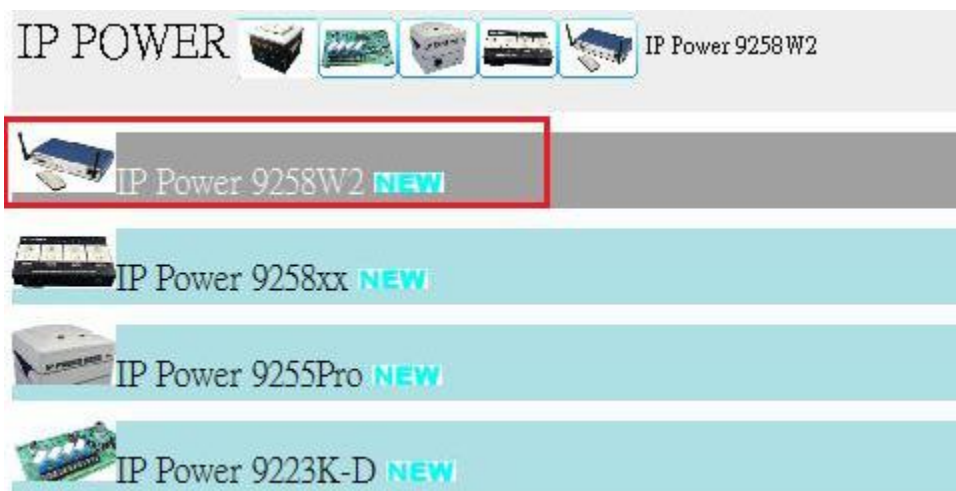 IP POWER IP Power 9258W2
IP Power 9258W2 NEW
IP Power 9258xx NEW
IP Power 9255Pro NEW
IP Power 9223K-D NEW